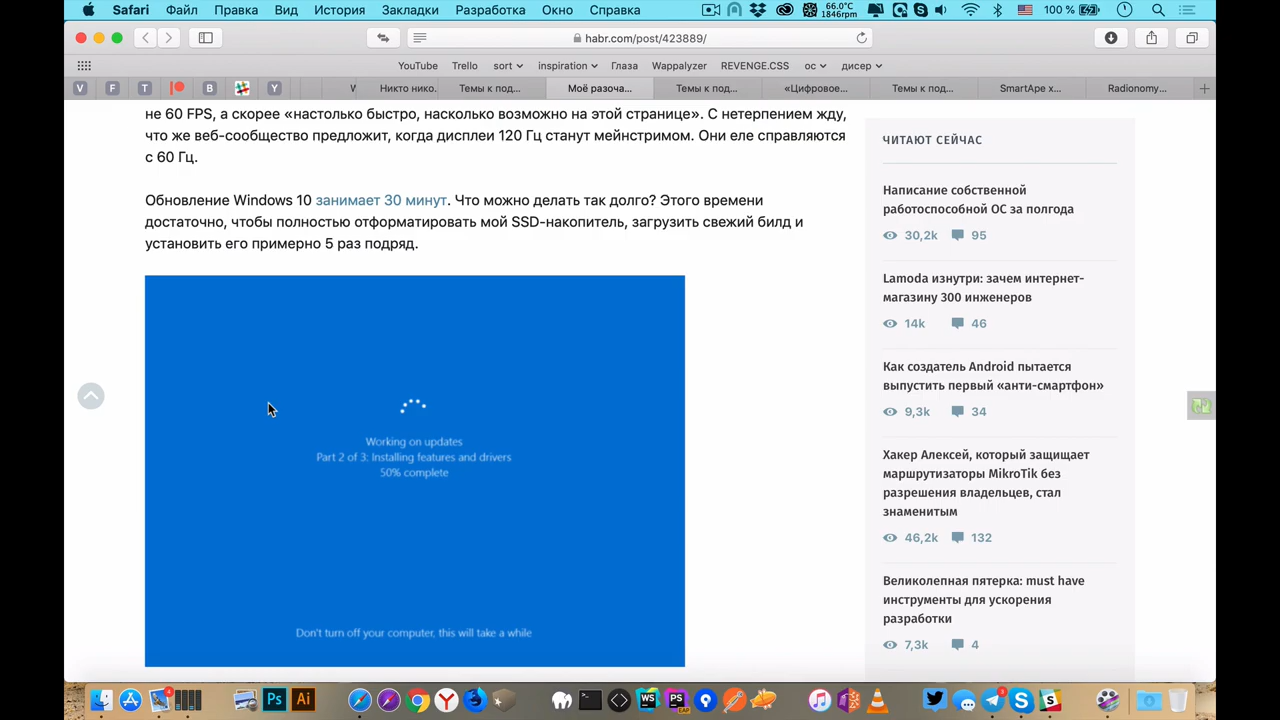 Safari Файл Правка Вид История Закладки Разработка Окно Справка
66.0°C
1846rpm
100 %
habr.com/post/423889/
YouTube Trello sort inspiration Глаза Wappalyzer REVENGE.CSS ос дисер
V F T B Y
Никто нико.
Темы к под...
Моё разоча...
Темы к под...
«Цифровое...
Темы к под...
SmartApe х...
Radionomy...
не 60 FPS, а скорее «настолько быстро, насколько возможно на этой странице». С нетерпением жду,
что же веб-сообщество предложит, когда дисплеи 120 Гц станут мейнстримом. Они еле справляются
с 60 Гц.
Обновление Windows 10 занимает 30 минут. Что можно делать так долго? Этого времени
достаточно, чтобы полностью отформатировать мой SSD-накопитель, загрузить свежий билд и
установить его примерно 5 раз подряд.
Working on updates
Part 2 of 3: Installing features and drivers
50% complete
Don't turn off your computer, this will take a while
ЧИТАЮТ СЕЙЧАС
Написание собственной
работоспособной ОС за полгода
30,2k 95
Lamoda изнутри: зачем интернет-
магазину 300 инженеров
14k 46
Как создатель Android пытается
выпустить первый «анти-смартфон»
9,3k 34
Хакер Алексей, который защищает
маршрутизаторы MikroTik без
разрешения владельцев, стал
знаменитым
46,2k 132
Великолепная пятерка: must have
инструменты для ускорения
разработки
7,3k 4
Ps Ai WS PS